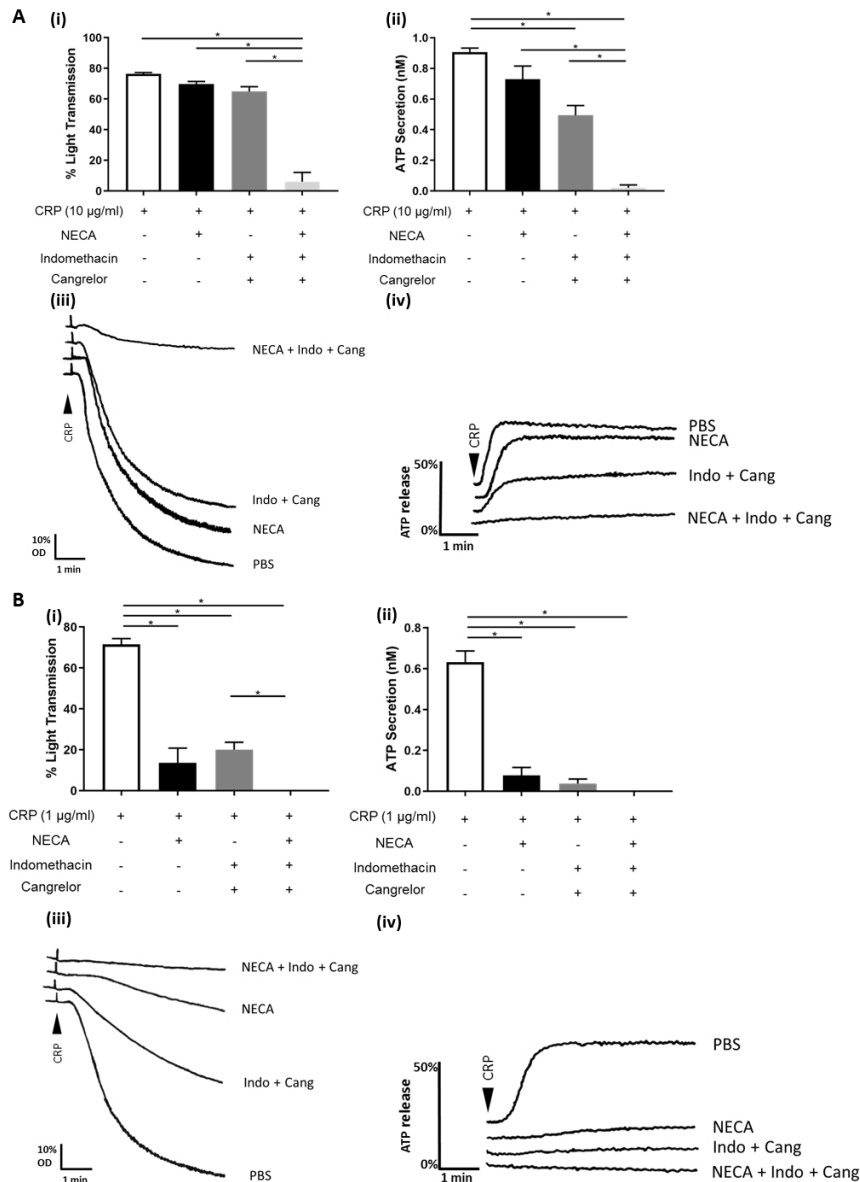 A
(i)
100
80
60
40
20
0
% Light Transmission
*
*
*
CRP (10 µg/ml) + + + +
NECA - + - +
Indomethacin - - + +
Cangrelor - - + +
(ii)
1.0
0.8
0.6
0.4
0.2
0.0
ATP Secretion (nM)
*
*
*
*
CRP (10 µg/ml) + + + +
NECA - + - +
Indomethacin - - + +
Cangrelor - - + +
(iii)
NECA + Indo + Cang
CRP
Indo + Cang
NECA
PBS
10%
OD
1 min
(iv)
CRP
PBS
NECA
Indo + Cang
NECA + Indo + Cang
50%
ATP release
0%
1 min
B
(i)
80
60
40
20
0
% Light Transmission
*
*
*
*
CRP (1 µg/ml) + + + +
NECA - + - +
Indomethacin - - + +
Cangrelor - - + +
(ii)
0.8
0.6
0.4
0.2
0.0
ATP Secretion (nM)
*
*
*
CRP (1 µg/ml) + + + +
NECA - + - +
Indomethacin - - + +
Cangrelor - - + +
(iii)
NECA + Indo + Cang
NECA
CRP
Indo + Cang
PBS
10%
OD
1 min
(iv)
PBS
50%
CRP
ATP release
NECA
Indo + Cang
0%
NECA + Indo + Cang
1 min